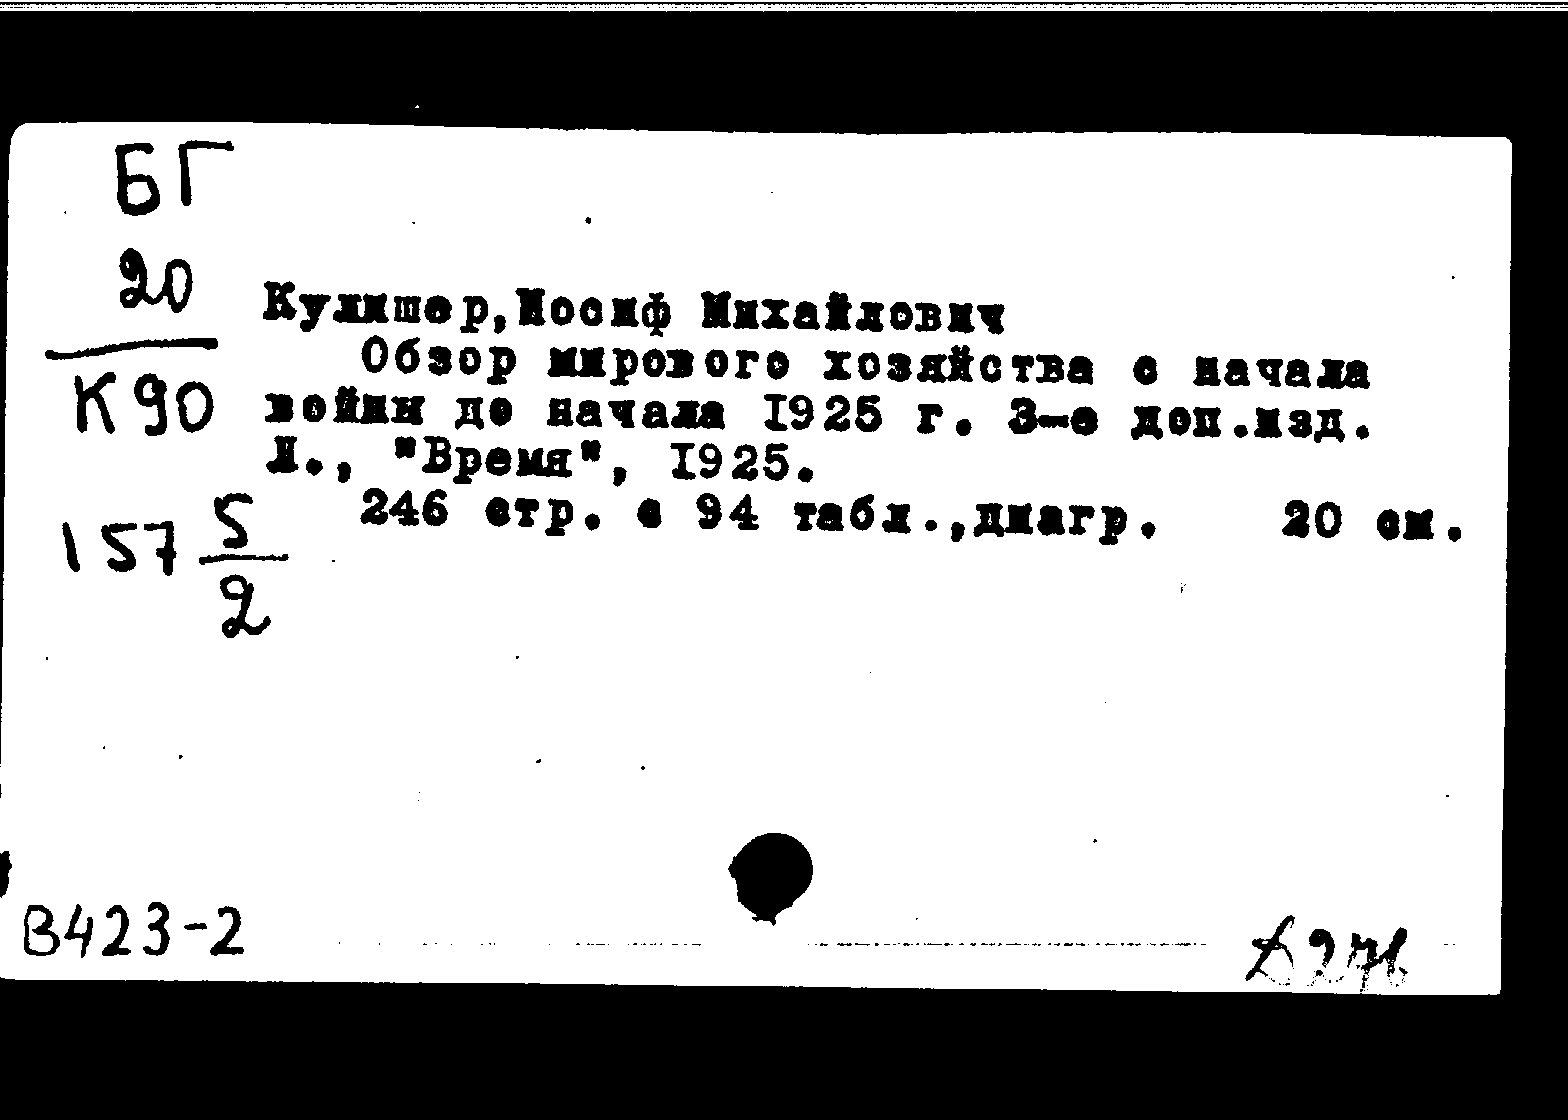 БГ
20
К90
Кулишер,Иосиф Михайлович
Обзор мирового хозяйства с начала
войны до начала 1925 г. 3-е доп.изд.
Л., "Время", 1925.
246 стр. с 94 табл.,диагр. 20 см.
157 5/2
В423-2